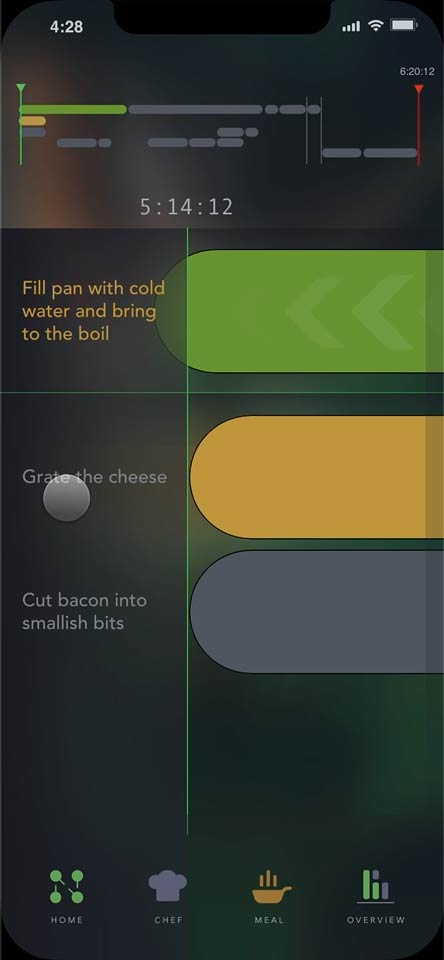 4:28
6:20:12
5:14:12
Fill pan with cold
water and bring
to the boil
Grate the cheese
Cut bacon into
smallish bits
HOME CHEF MEAL OVERVIEW